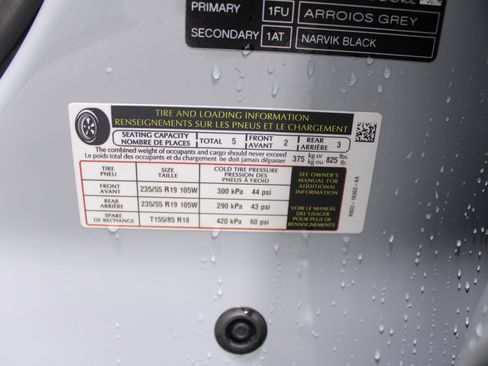 PRIMARY 1FU ARROIOS GREY
SECONDARY 1AT NARVIK BLACK
TIRE AND LOADING INFORMATION
RENSEIGNEMENTS SUR LES PNEUS ET LE CHARGEMENT
SEATING CAPACITY
NOMBRE DE PLACES TOTAL 5 FRONT AVANT 2 REAR ARRIÈRE 3
The combined weight of occupants and cargo should never exceed
Le poids total des occupants et du chargement ne doit jamais dépasser 375 kg or kg ou 825 lbs. lb.
TIRE PNEU SIZE TAILLE COLD TIRE PRESSURE PRESSION DES PNEUS À FROID
FRONT AVANT 235/55 R19 105W 300 kPa 44 psi
REAR ARRIÈRE 235/55 R19 105W 290 kPa 43 psi
SPARE DE RECHANGE T155/85 R18 420 kPa 60 psi
SEE OWNER'S
MANUAL FOR
ADDITIONAL
INFORMATION
VOIR LE MANUEL
DE L'USAGER
POUR PLUS DE
RENSEIGNEMENTS